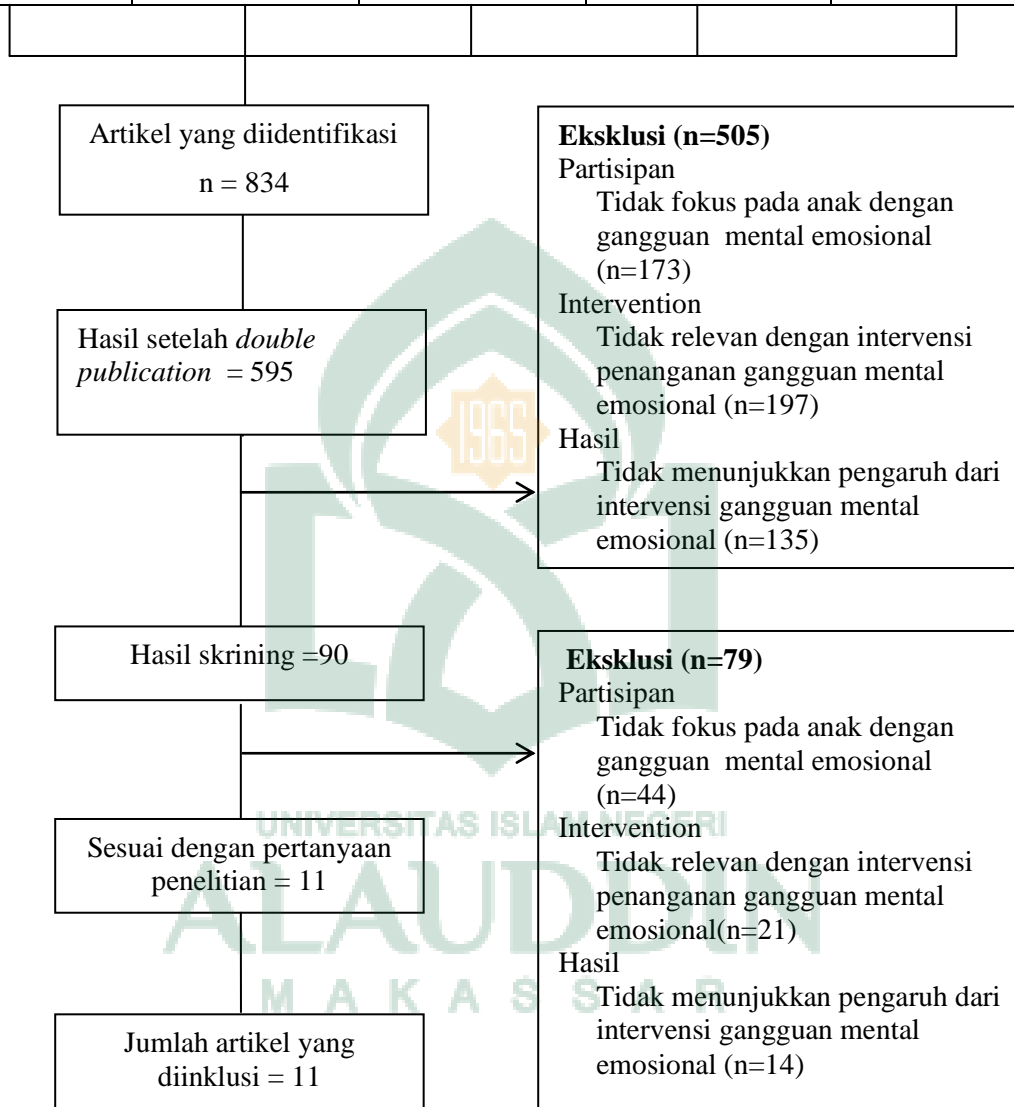 Artikel yang diidentifikasi
n = 834
Eksklusi (n=505)
Partisipan
Tidak fokus pada anak dengan
gangguan mental emosional
(n=173)
Intervention
Tidak relevan dengan intervensi
penanganan gangguan mental
emosional (n=197)
Hasil
Tidak menunjukkan pengaruh dari
intervensi gangguan mental
emosional (n=135)
Hasil setelah double
publication = 595
1965
Hasil skrining =90
Eksklusi (n=79)
Partisipan
Tidak fokus pada anak dengan
gangguan mental emosional
(n=44)
Intervention
Tidak relevan dengan intervensi
penanganan gangguan mental
emosional(n=21)
Hasil
Tidak menunjukkan pengaruh dari
intervensi gangguan mental
emosional (n=14)
Sesuai dengan pertanyaan
penelitian = 11
Jumlah artikel yang
diinklusi = 11
UNIVERSITAS ISLAM NEGERI
ALAUDDIN
MAKASSAR